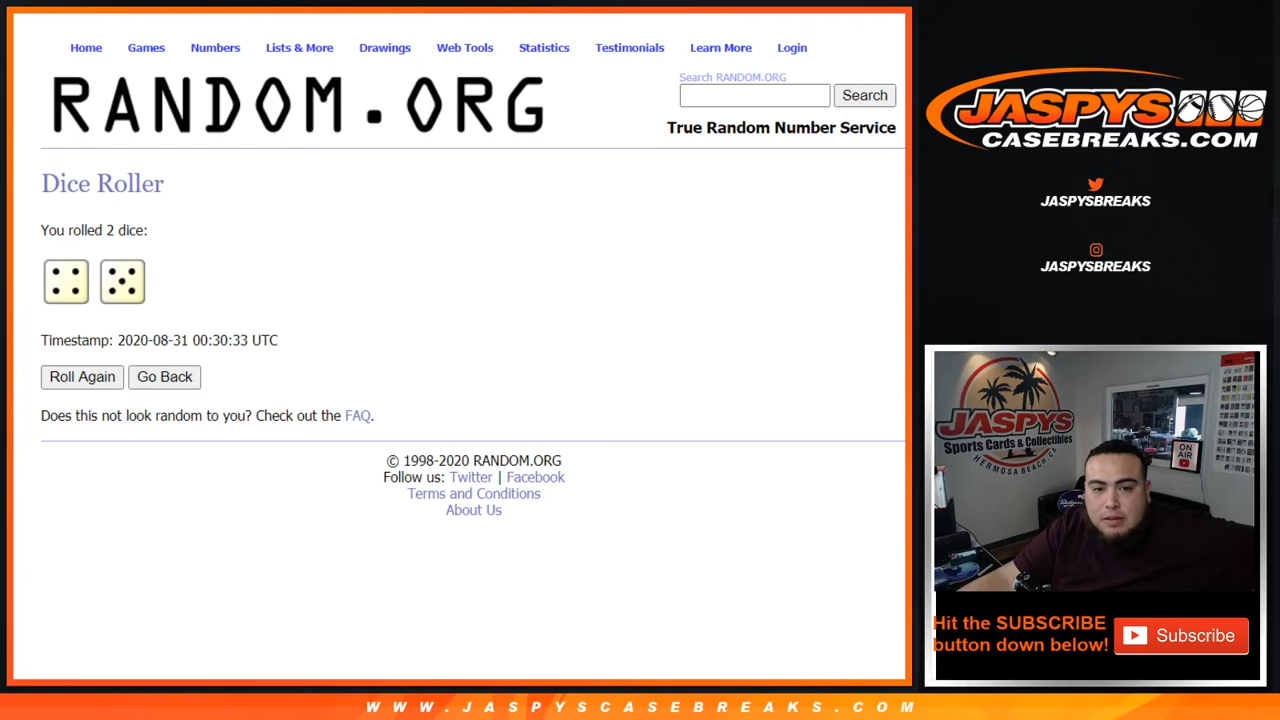 Home Games Numbers Lists & More Drawings Web Tools Statistics Testimonials Learn More Login
RANDOM.ORG
Search RANDOM.ORG
Search
True Random Number Service
Dice Roller
You rolled 2 dice:
Timestamp: 2020-08-31 00:30:33 UTC
Roll Again Go Back
Does this not look random to you? Check out the FAQ.
© 1998-2020 RANDOM.ORG
Follow us: Twitter | Facebook
Terms and Conditions
About Us
JASPYS
CASEBREAKS.COM
JASPYSBREAKS
JASPYSBREAKS
JASPYS
Sports Cards & Collectibles
HERMOSA BEACH CA
ON
AIR
Dodgers
Hit the SUBSCRIBE
button down below!
Subscribe
WWW.JASPYSCASEBREAKS.COM